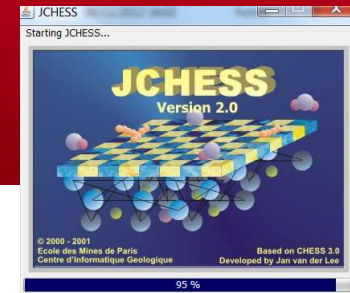 JCHESS
Starting JCHESS...
JCHESS
Version 2.0
© 2000 - 2001
Ecole des Mines de Paris
Centre d'Informatique Geologique
Based on CHESS 3.0
Developed by Jan van der Lee
95 %